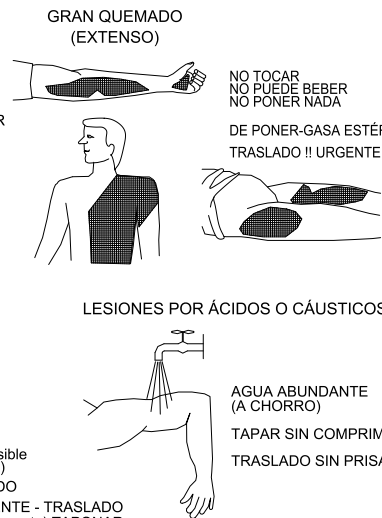 GRAN QUEMADO
(EXTENSO)
NO TOCAR
NO PUEDE BEBER
NO PONER NADA
R
DE PONER-GASA ESTÉR
TRASLADO !! URGENTE
LESIONES POR ÁCIDOS O CÁUSTICOS
AGUA ABUNDANTE
(A CHORRO)
TAPAR SIN COMPRIM
TRASLADO SIN PRISA
sible
)
DO
NTE - TRASLADO